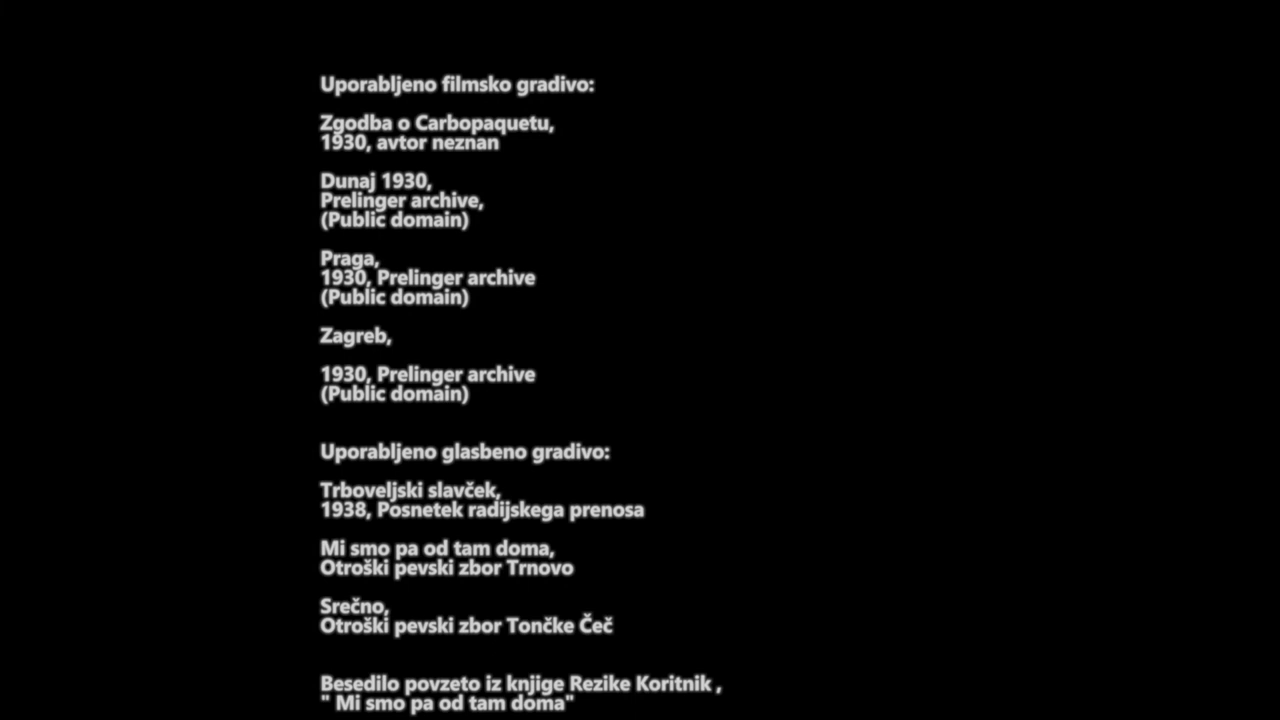 Uporabljeno filmsko gradivo:
Zgodba o Carbopaquetu,
1930, avtor neznan
Dunaj 1930,
Prelinger archive,
(Public domain)
Praga,
1930, Prelinger archive
(Public domain)
Zagreb,
1930, Prelinger archive
(Public domain)
Uporabljeno glasbeno gradivo:
Trboveljski slavček,
1938, Posnetek radijskega prenosa
Mi smo pa od tam doma,
Otroški pevski zbor Trnovo
Srečno,
Otroški pevski zbor Tončke Čeč
Besedilo povzeto iz knjige Rezike Koritnik ,
" Mi smo pa od tam doma"